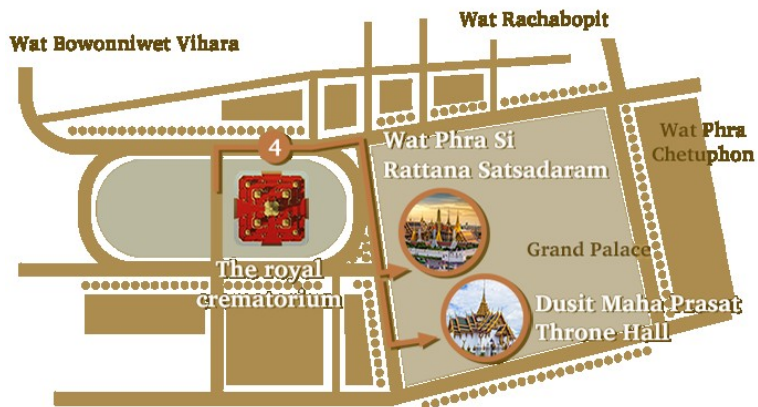 Wat Rachabopit
Wat Bowonniwet Vihara
4
Wat Phra Si
Rattana Satsadaram
Wat Phra
Chetuphon
Grand Palace
The royal
crematorium
Dusit Maha Prasat
Throne Hall